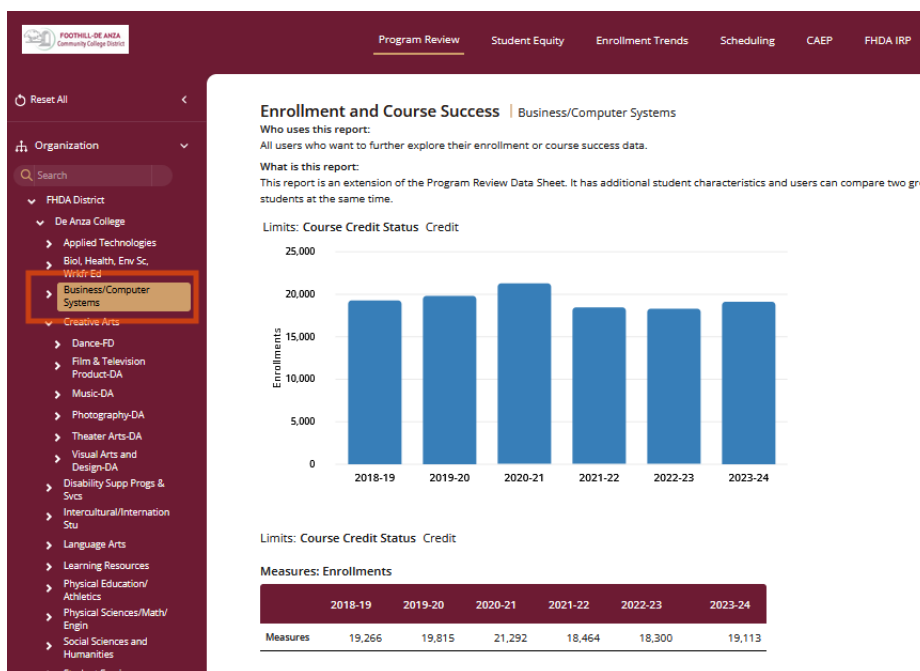 FOOTHILL-DE ANZA
Community College District
Program Review
Student Equity
Enrollment Trends
Scheduling
CAEP
FHDA IRP
Reset All
Organization
Search
FHDA District
De Anza College
Applied Technologies
Biol, Health, Env Sc,
Wrkfr Ed
Business/Computer
Systems
Creative Arts
Dance-FD
Film & Television
Product-DA
Music-DA
Photography-DA
Theater Arts-DA
Visual Arts and
Design-DA
Disability Supp Progs &
Svcs
Intercultural/Internation
Stu
Language Arts
Learning Resources
Physical Education/
Athletics
Physical Sciences/Math/
Engin
Social Sciences and
Humanities
Enrollment and Course Success | Business/Computer Systems
Who uses this report:
All users who want to further explore their enrollment or course success data.
What is this report:
This report is an extension of the Program Review Data Sheet. It has additional student characteristics and users can compare two gr
students at the same time.
Limits: Course Credit Status Credit
25,000
20,000
15,000
10,000
5,000
0
Enrollments
2018-19 2019-20 2020-21 2021-22 2022-23 2023-24
Limits: Course Credit Status Credit
Measures: Enrollments
2018-19 2019-20 2020-21 2021-22 2022-23 2023-24
Measures 19,266 19,815 21,292 18,464 18,300 19,113